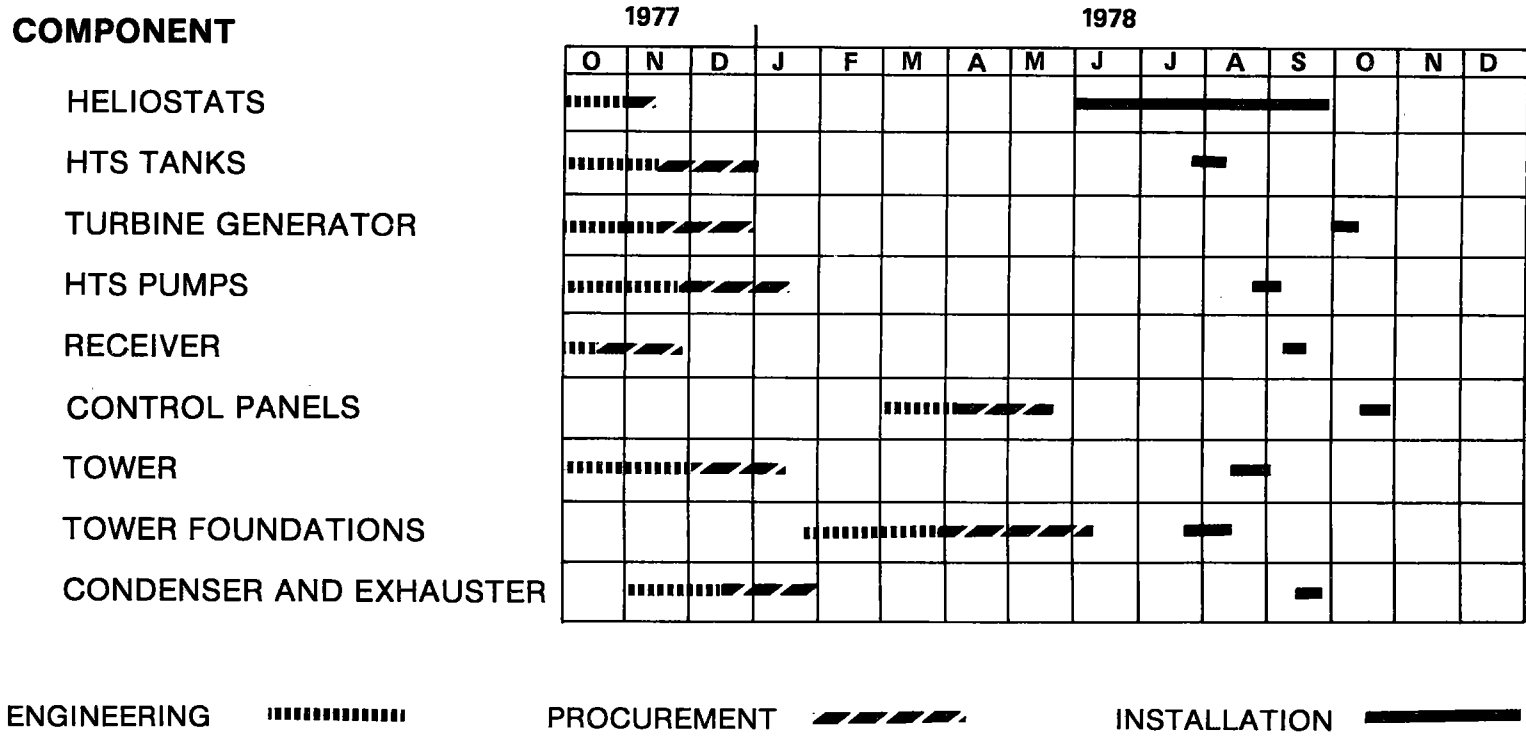 1977 1978
COMPONENT
O N D J F M A M J J A S O N D
HELIOSTATS
HTS TANKS
TURBINE GENERATOR
HTS PUMPS
RECEIVER
CONTROL PANELS
TOWER
TOWER FOUNDATIONS
CONDENSER AND EXHAUSTER
ENGINEERING PROCUREMENT INSTALLATION